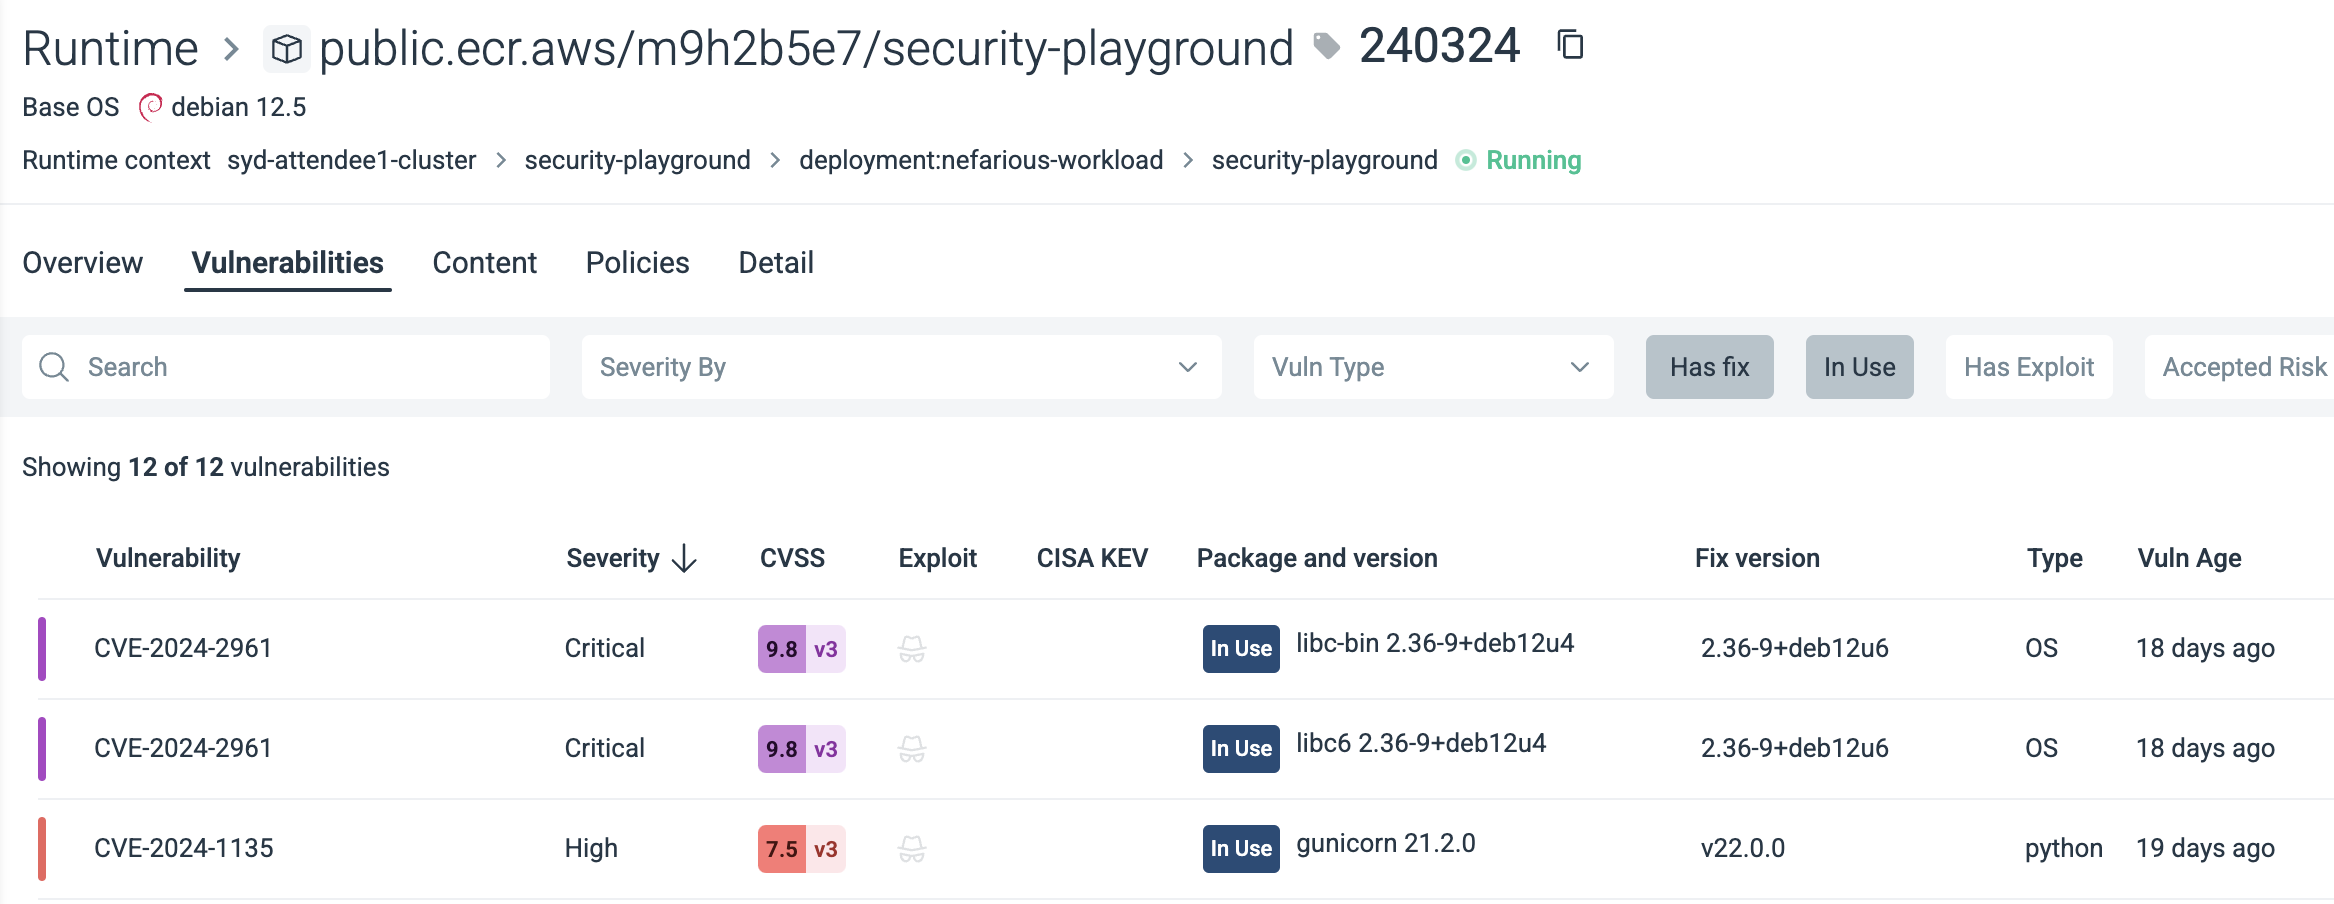 Runtime > public.ecr.aws/m9h2b5e7/security-playground 240324
Base OS debian 12.5
Runtime context syd-attendee1-cluster > security-playground > deployment:nefarious-workload > security-playground Running
Overview Vulnerabilities Content Policies Detail
Search Severity By Vuln Type Has fix In Use Has Exploit Accepted Risk
Showing 12 of 12 vulnerabilities
Vulnerability Severity CVSS Exploit CISA KEV Package and version Fix version Type Vuln Age
CVE-2024-2961 Critical 9.8 v3 In Use libc-bin 2.36-9+deb12u4 2.36-9+deb12u6 OS 18 days ago
CVE-2024-2961 Critical 9.8 v3 In Use libc6 2.36-9+deb12u4 2.36-9+deb12u6 OS 18 days ago
CVE-2024-1135 High 7.5 v3 In Use gunicorn 21.2.0 v22.0.0 python 19 days ago